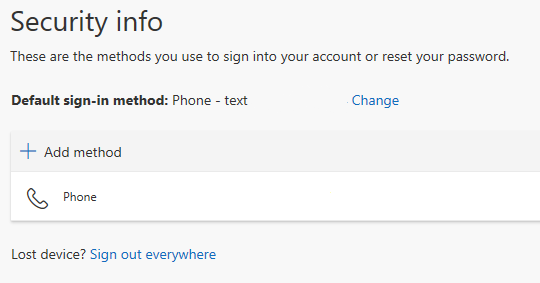 Security info
These are the methods you use to sign into your account or reset your password.
Default sign-in method: Phone - text Change
Add method
Phone
Lost device? Sign out everywhere